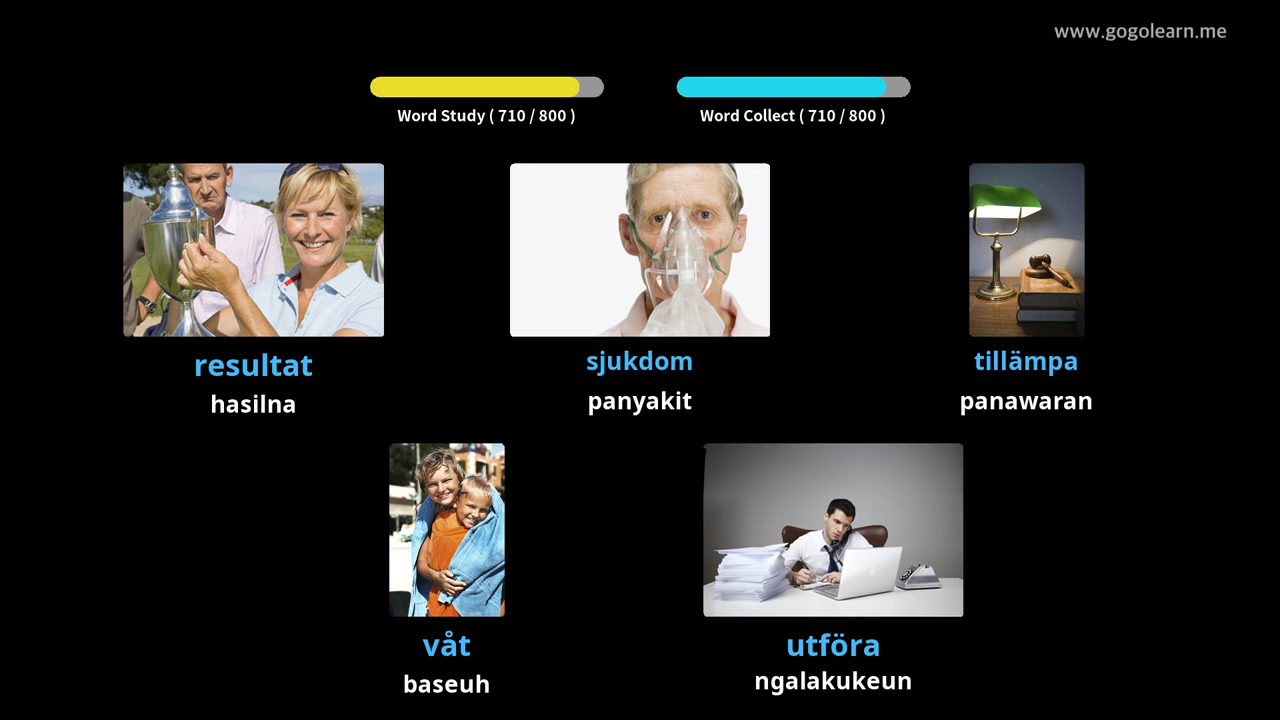 www.gogolearn.me
Word Study ( 710 / 800 )
Word Collect ( 710 / 800 )
resultat
hasilna
sjukdom
panyakit
tillämpa
panawaran
våt
baseuh
utföra
ngalakukeun